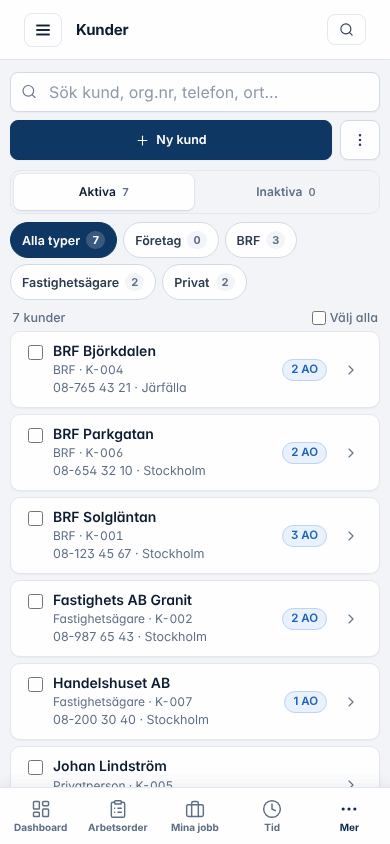 Kunder
Sök kund, org.nr, telefon, ort...
+ Ny kund
Aktiva 7
Inaktiva 0
Alla typer 7
Företag 0
BRF 3
Fastighetsägare 2
Privat 2
7 kunder
Välj alla
BRF Björkdalen
BRF · K-004
08-765 43 21 · Järfälla
2 AO
BRF Parkgatan
BRF · K-006
08-654 32 10 · Stockholm
2 AO
BRF Solgläntan
BRF · K-001
08-123 45 67 · Stockholm
3 AO
Fastighets AB Granit
Fastighetsägare · K-002
08-987 65 43 · Stockholm
2 AO
Handelshuset AB
Fastighetsägare · K-007
08-200 30 40 · Stockholm
1 AO
Johan Lindström
Privatperson · K-005
Dashboard
Arbetsorder
Mina jobb
Tid
Mer